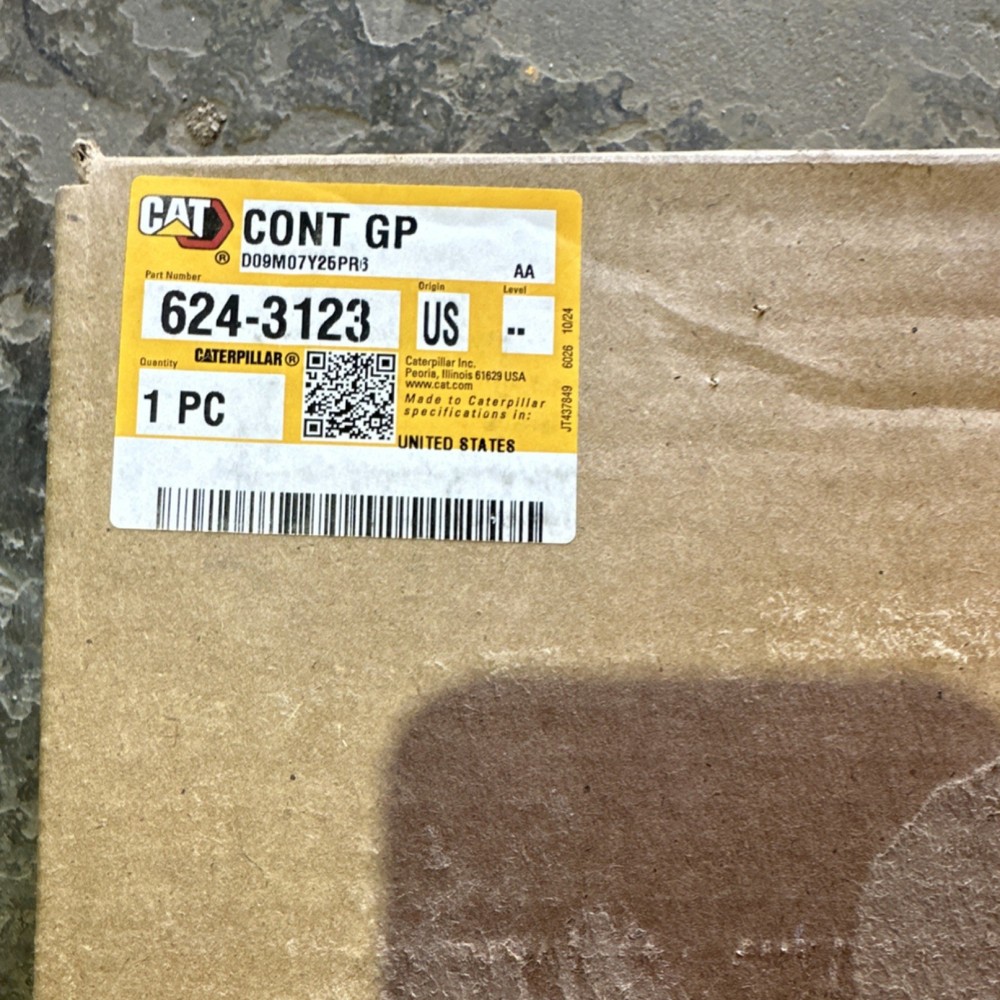 CAT ®
CONT GP
D09M07Y25PR6
AA
Part Number
624-3123
Origin
US
Level
--
Quantity
1 PC
CATERPILLAR®
Caterpillar Inc.
Peoria, Illinois 61629 USA
www.cat.com
Made to Caterpillar
specifications in:
UNITED STATES
JT437849 6026 10/24